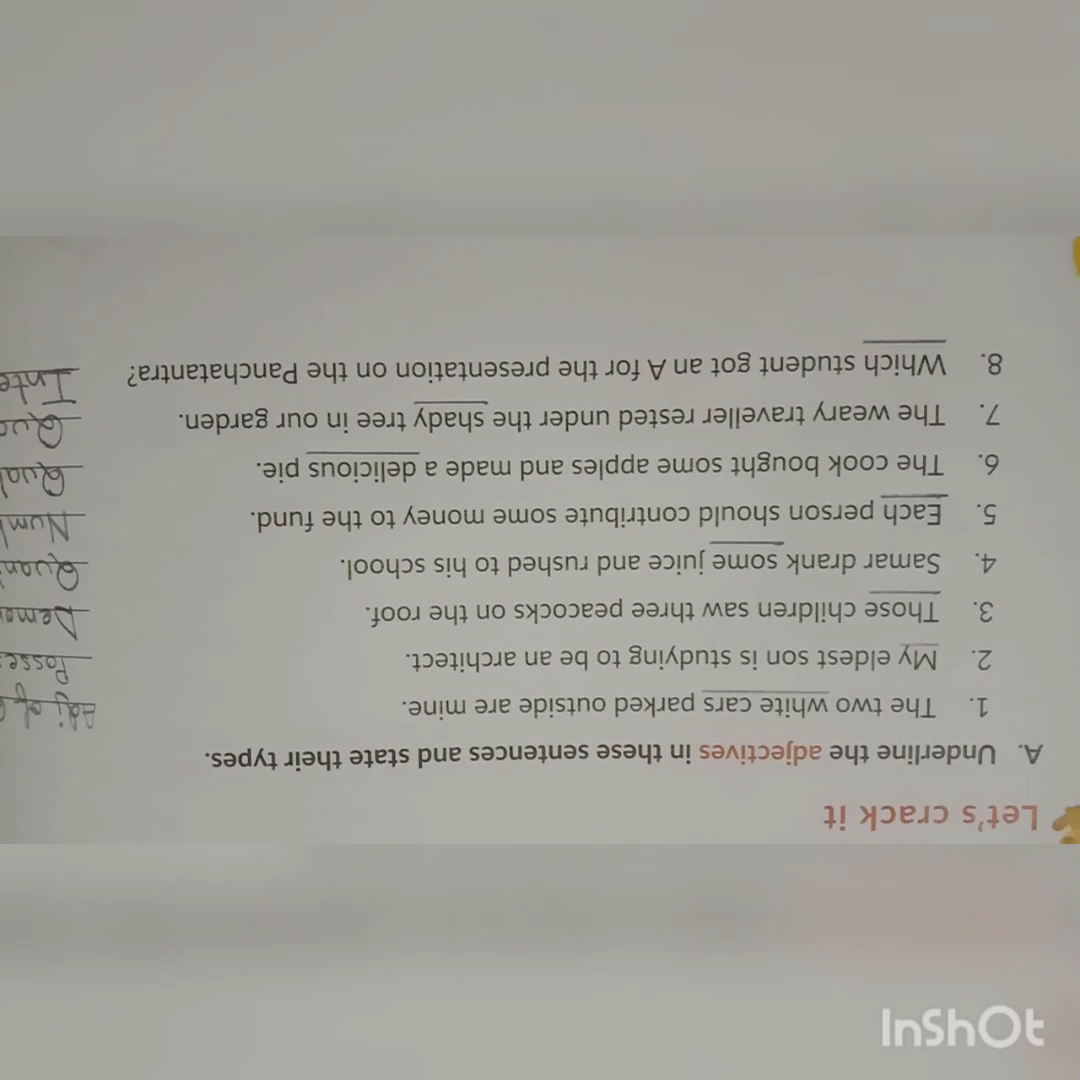 Let's crack it
A. Underline the adjectives in these sentences and state their types.
1. The two white cars parked outside are mine. Adj of
2. My eldest son is studying to be an architect.
3. Those children saw three peacocks on the roof.
4. Samar drank some juice and rushed to his school.
5. Each person should contribute some money to the fund.
6. The cook bought some apples and made a delicious pie.
7. The weary traveller rested under the shady tree in our garden.
8. Which student got an A for the presentation on the Panchatantra?
InShOt